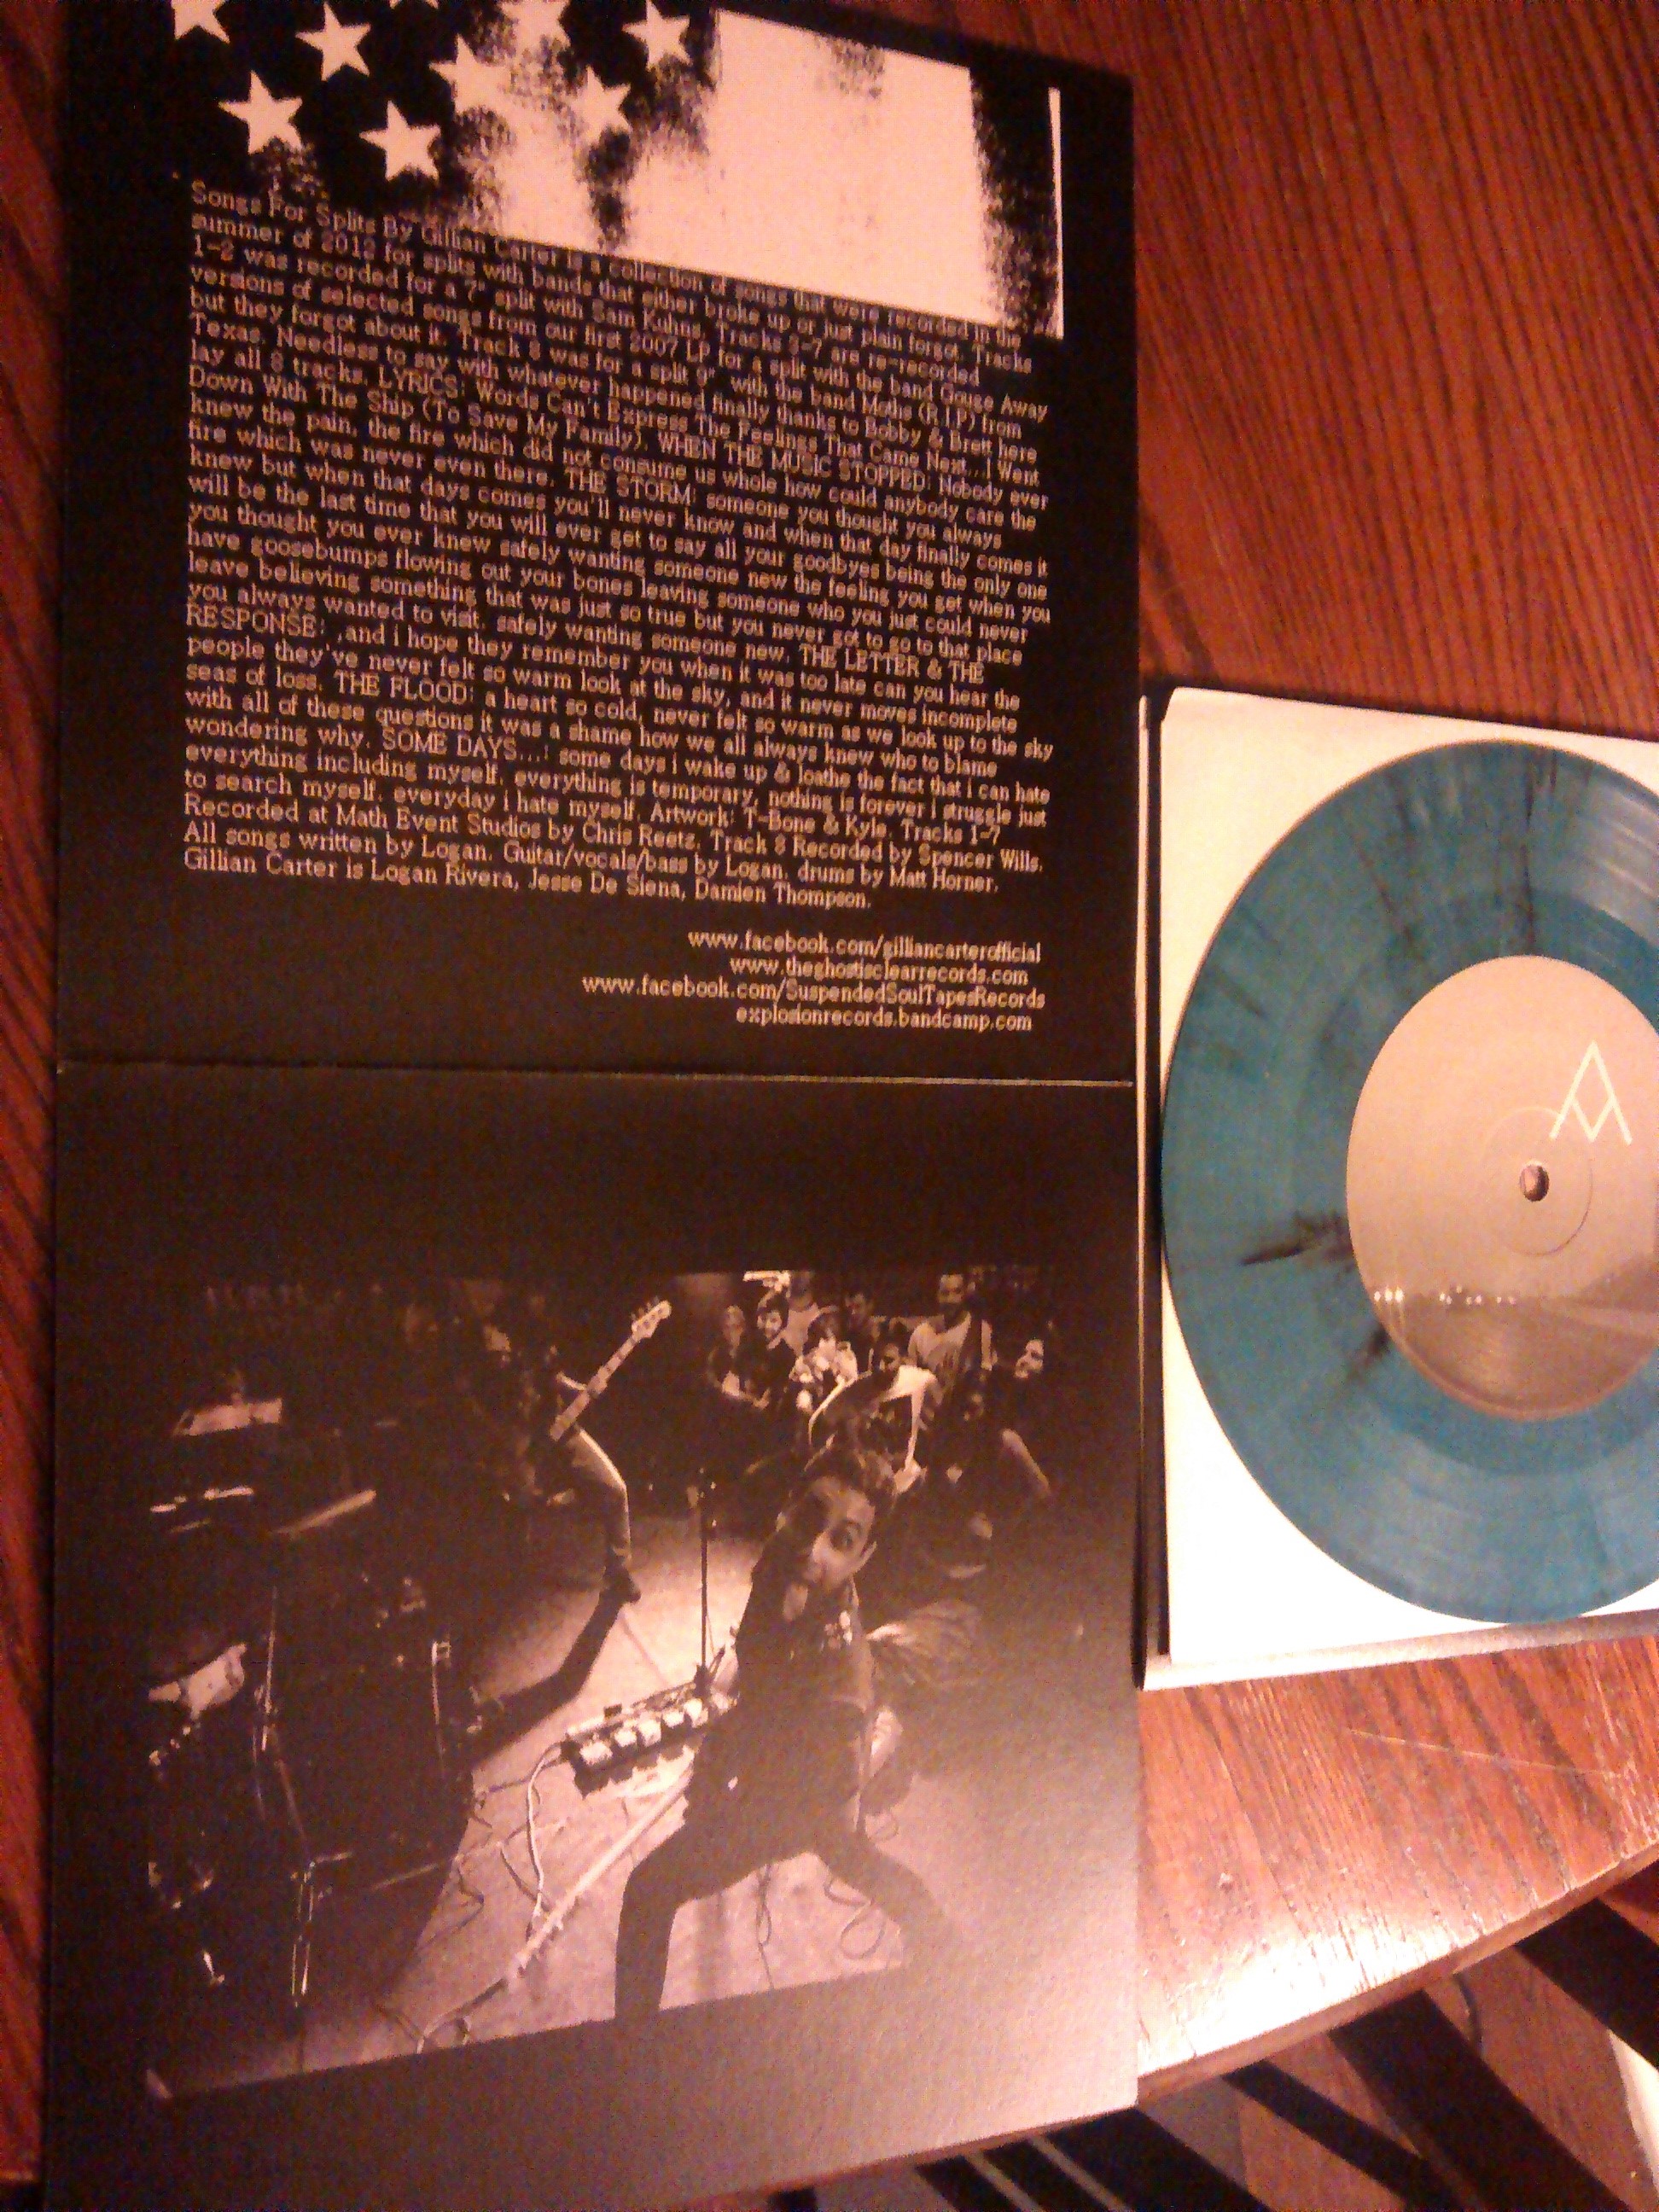 Songs For Splits By Gillian Carter is a collection of songs that were recorded in the
summer of 2012 for splits with bands that either broke up or just plain forgot. Tracks
1-2 was recorded for a 7" split with Sam Kuhns. Tracks 3-7 are re-recorded
versions of selected songs from our first 2007 LP for a split with the band Gouge Away
but they forgot about it. Track 8 was for a split 7" with the band Moths (R.I.P) from
Texas. Needless to say with whatever happened finally thanks to Bobby & Brett here
lay all 8 tracks. LYRICS: Words Can't Express The Feelings That Came Next...I Went
Down With The Ship (To Save My Family). WHEN THE MUSIC STOPPED: Nobody ever
knew the pain, the fire which did not consume us whole how could anybody care the
fire which was never even there. THE STORM: someone you thought you always
knew but when that days comes you'll never know and when that day finally comes it
will be the last time that you will ever get to say all your goodbyes being the only one
you thought you ever knew safely wanting someone new the feeling you get when you
have goosebumps flowing out your bones leaving someone who you just could never
leave believing something that was just so true but you never got to go to that place
you always wanted to visit. safely wanting someone new. THE LETTER & THE
RESPONSE: ,and i hope they remember you when it was too late can you hear the
people they've never felt so warm look at the sky, and it never moves incomplete
seas of loss. THE FLOOD: a heart so cold, never felt so warm as we look up to the sky
with all of these questions it was a shame how we all always knew who to blame
wondering why. SOME DAYS...: some days i wake up & loathe the fact that i can hate
everything including myself. everything is temporary, nothing is forever i struggle just
to search myself. everyday i hate myself. Artwork: T-Bone & Kyle. Tracks 1-7
Recorded at Math Event Studios by Chris Reetz. Track 8 Recorded by Spencer Wills.
All songs written by Logan. Guitar/vocals/bass by Logan. drums by Matt Horner.
Gillian Carter is Logan Rivera, Jesse De Siena, Damien Thompson.
www.facebook.com/gilliancarterofficial
www.theghostisclearrecords.com
www.facebook.com/SuspendedSoulTapesRecords
explosionrecords.bandcamp.com